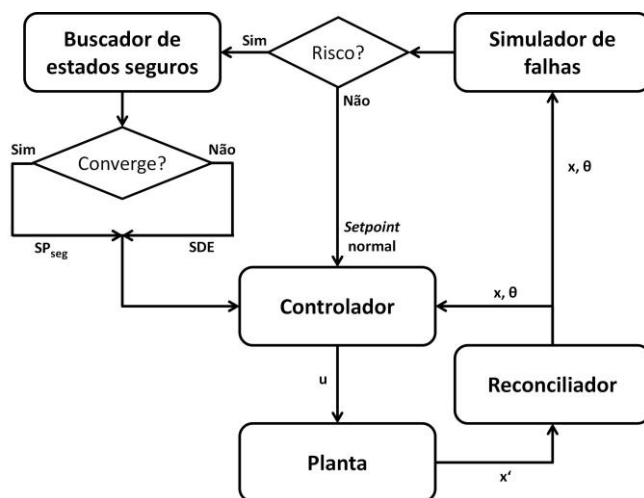 Buscador de
estados seguros
Sim
Risco?
Simulador de
falhas
Não
Sim
Converge?
Não
x, θ
SPseg
SDE
Setpoint
normal
Controlador
x, θ
u
Reconciliador
Planta
x‘